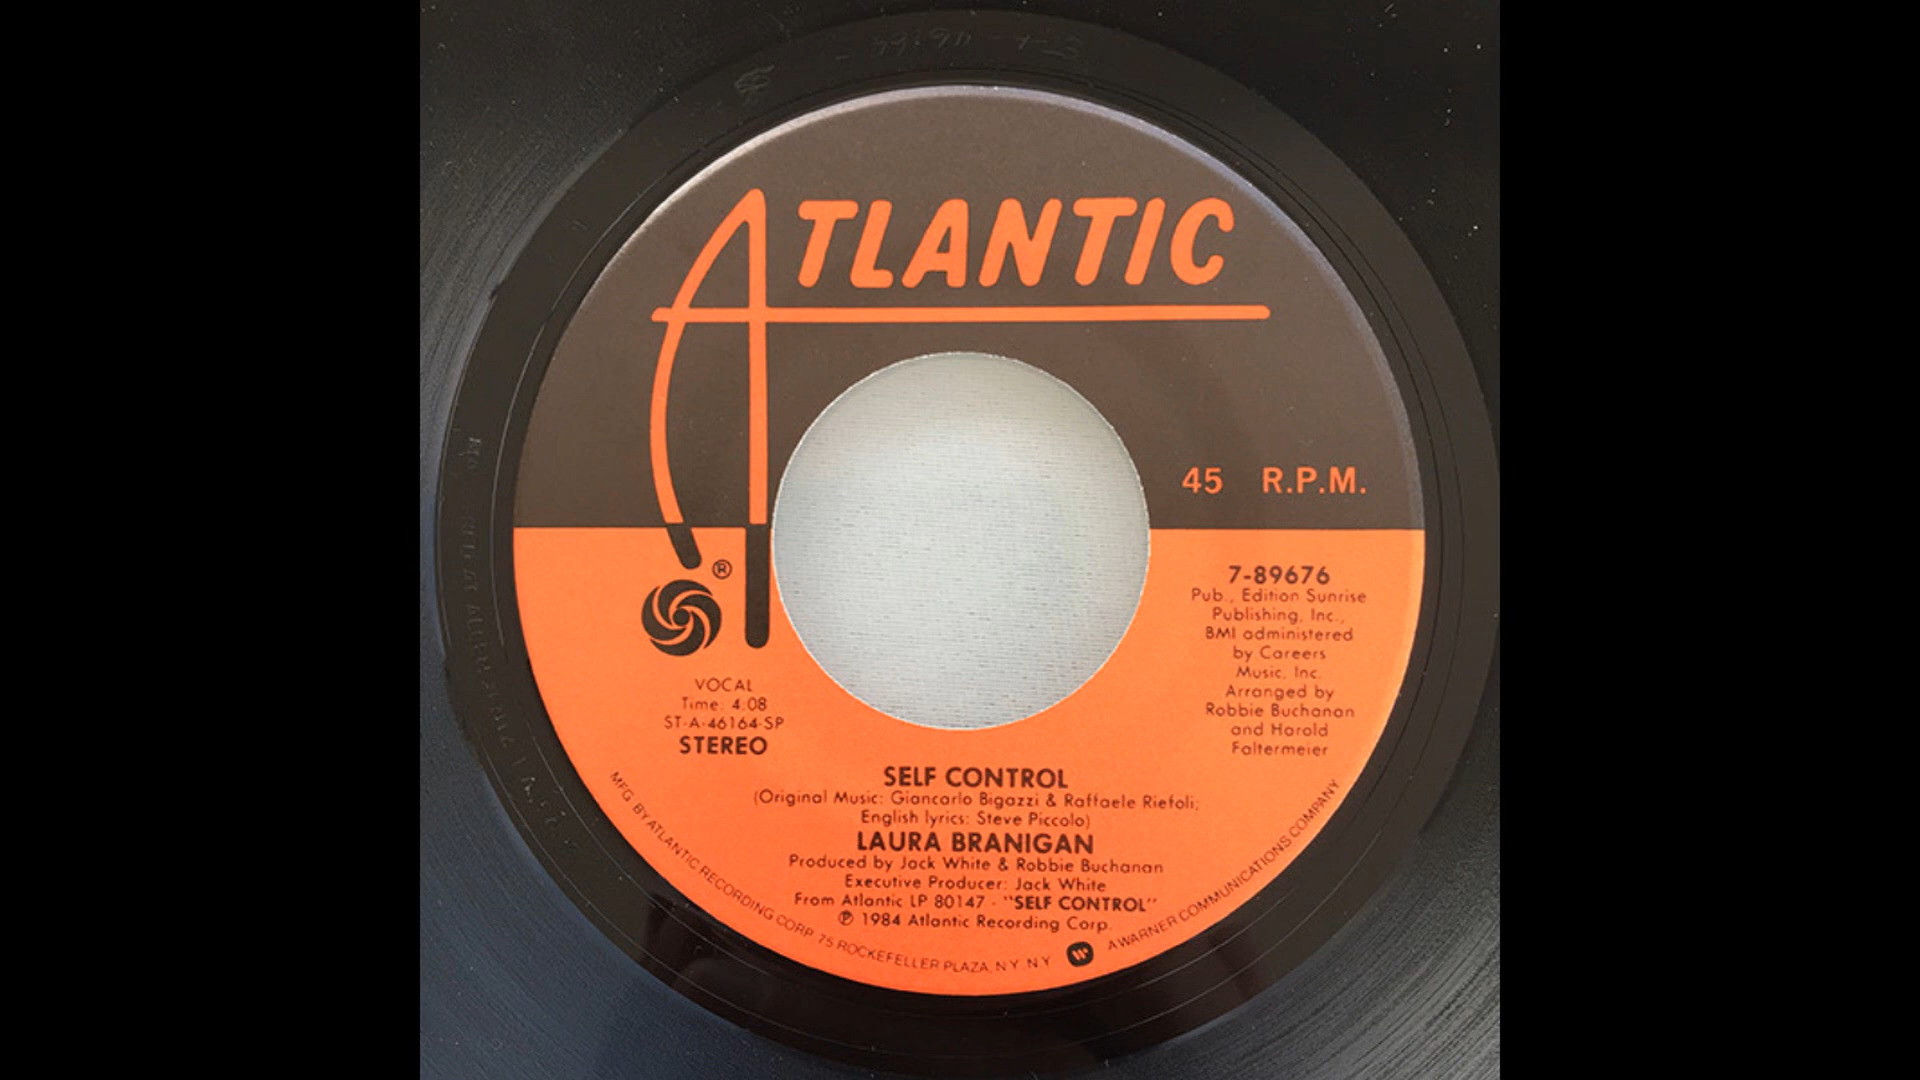 ATLANTIC
45 R.P.M.
®
7-89676
Pub., Edition Sunrise
Publishing, Inc.,
BMI administered
by Careers
Music, Inc.
Arranged by
Robbie Buchanan
and Harold
Faltermeier
VOCAL
Time: 4:08
ST-A-46164-SP
STEREO
SELF CONTROL
(Original Music: Giancarlo Bigazzi & Raffaele Riefoli;
English lyrics: Steve Piccolo)
LAURA BRANIGAN
Produced by Jack White & Robbie Buchanan
Executive Producer: Jack White
From Atlantic LP 80147 - "SELF CONTROL"
℗ 1984 Atlantic Recording Corp.
MFG. BY ATLANTIC RECORDING CORP. 75 ROCKEFELLER PLAZA, N.Y. N.Y. A WARNER COMMUNICATIONS COMPANY